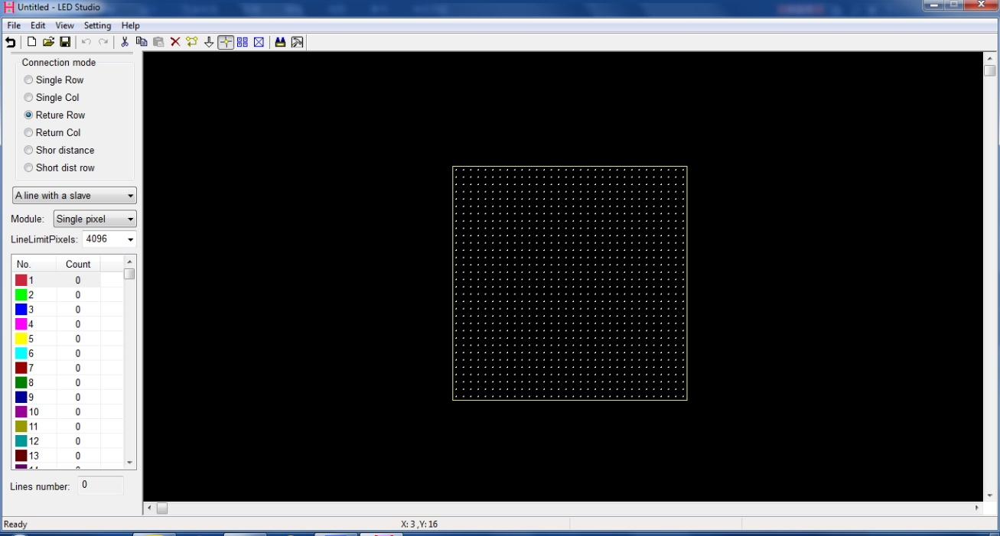 Untitled - LED Studio
File Edit View Setting Help
Connection mode
Single Row
Single Col
Reture Row
Return Col
Shor distance
Short dist row
A line with a slave
Module: Single pixel
LineLimitPixels: 4096
No. Count
1 0
2 0
3 0
4 0
5 0
6 0
7 0
8 0
9 0
10 0
11 0
12 0
13 0
Lines number: 0
Ready X: 3 ,Y: 16